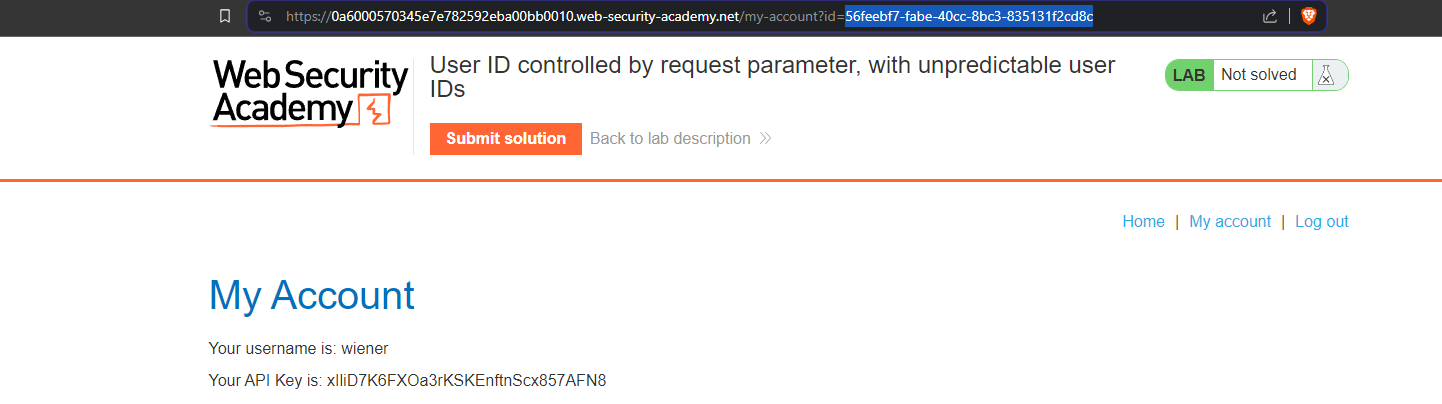 https://0a6000570345e7e782592eba00bb0010.web-security-academy.net/my-account?id=56feebf7-fabe-40cc-8bc3-835131f2cd8c
WebSecurity
Academy
User ID controlled by request parameter, with unpredictable user
IDs
LAB Not solved
Submit solution Back to lab description
Home | My account | Log out
My Account
Your username is: wiener
Your API Key is: xIliD7K6FXOa3rKSKEnftnScx857AFN8